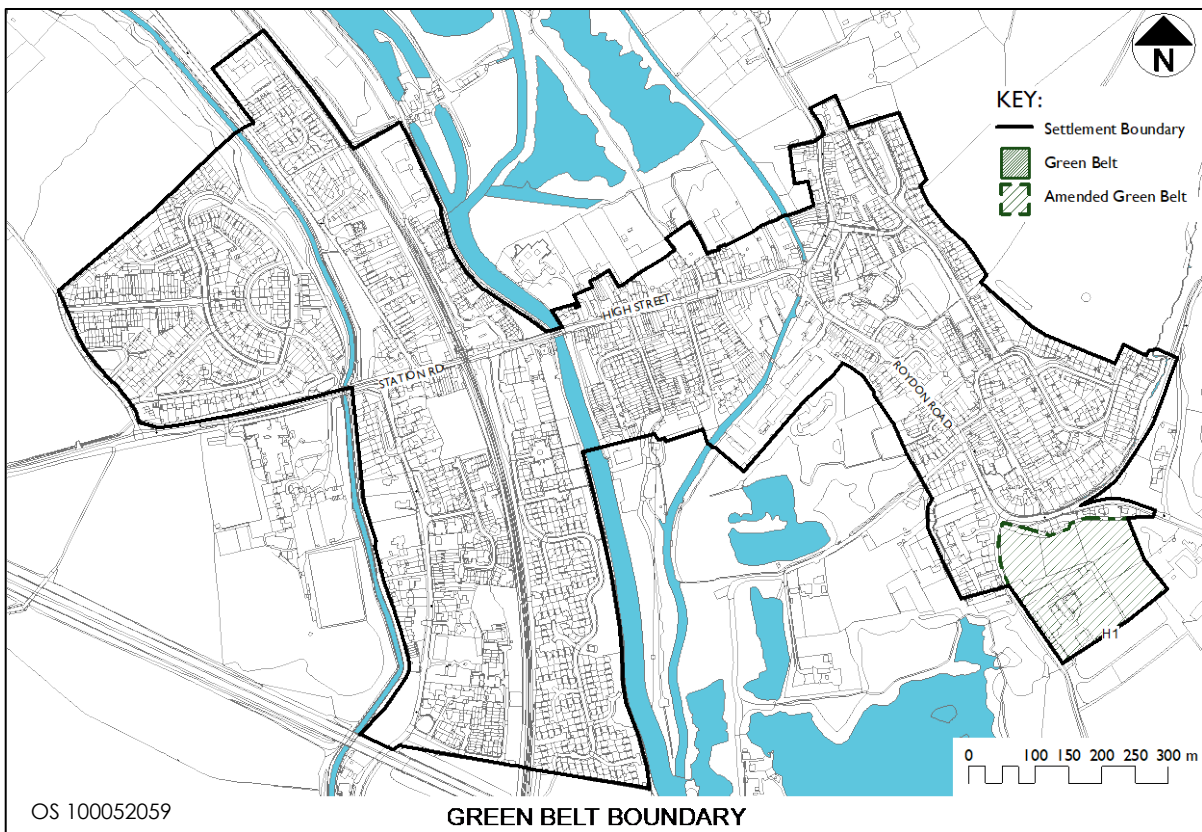 N
KEY:
Settlement Boundary
Green Belt
Amended Green Belt
HIGH STREET
STATION RD
ROYDON ROAD
H1
0 100 150 200 250 300 m
OS 100052059
GREEN BELT BOUNDARY